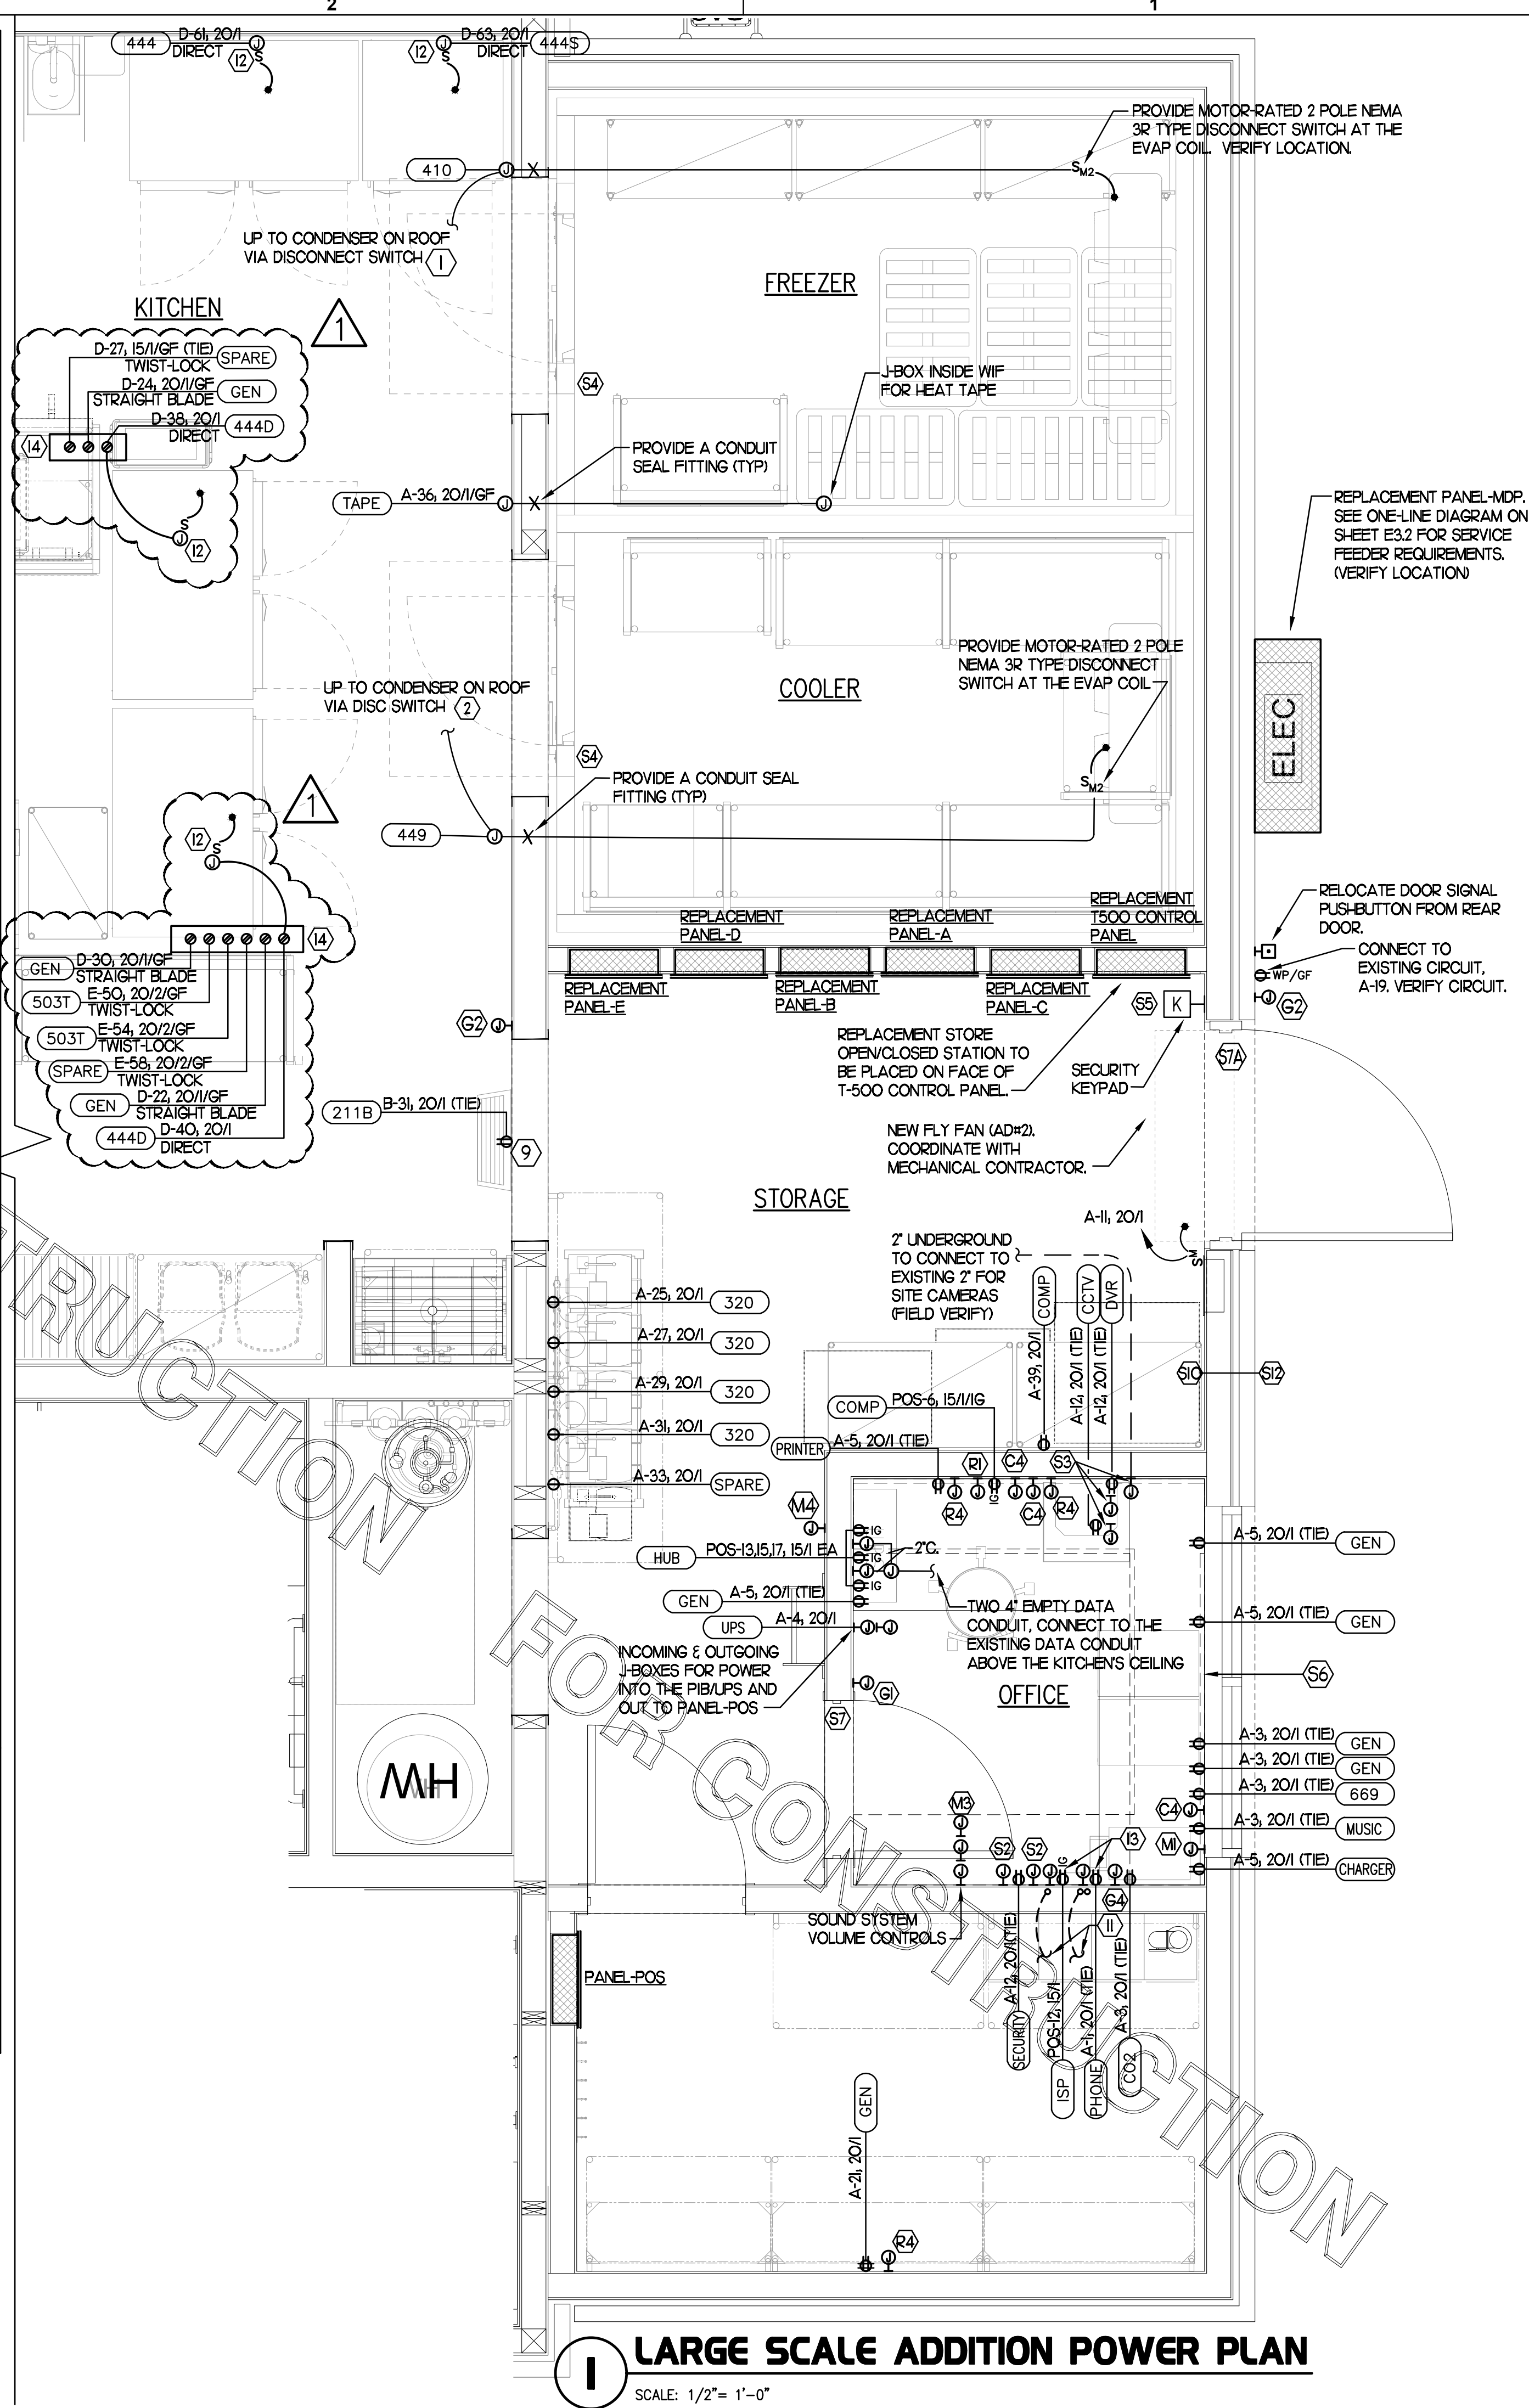 2
1
444
D-61, 20/1
DIRECT
12
S
J
D-63, 20/1
DIRECT
444S
12
S
J
PROVIDE MOTOR-RATED 2 POLE NEMA
3R TYPE DISCONNECT SWITCH AT THE
EVAP COIL. VERIFY LOCATION.
410
J
X
SM2
UP TO CONDENSER ON ROOF
VIA DISCONNECT SWITCH
1
FREEZER
KITCHEN
1
D-27, 15/1/GF (TIE)
TWIST-LOCK
SPARE
D-24, 20/1/GF
STRAIGHT BLADE
GEN
D-38, 20/1
DIRECT
444D
14
S
J
12
S4
J-BOX INSIDE WIF
FOR HEAT TAPE
PROVIDE A CONDUIT
SEAL FITTING (TYP)
TAPE
A-36, 20/1/GF
J
X
J
REPLACEMENT PANEL-MDP.
SEE ONE-LINE DIAGRAM ON
SHEET E3.2 FOR SERVICE
FEEDER REQUIREMENTS.
(VERIFY LOCATION)
ELEC
PROVIDE MOTOR-RATED 2 POLE
NEMA 3R TYPE DISCONNECT
SWITCH AT THE EVAP COIL
COOLER
UP TO CONDENSER ON ROOF
VIA DISC SWITCH
2
S4
PROVIDE A CONDUIT SEAL
FITTING (TYP)
SM2
449
J
X
1
12
S
J
14
GEN
D-30, 20/1/GF
STRAIGHT BLADE
503T
E-50, 20/2/GF
TWIST-LOCK
503T
E-54, 20/2/GF
TWIST-LOCK
SPARE
E-58, 20/2/GF
TWIST-LOCK
GEN
D-22, 20/1/GF
STRAIGHT BLADE
444D
D-40, 20/1
DIRECT
REPLACEMENT
PANEL-D
REPLACEMENT
PANEL-A
REPLACEMENT
T500 CONTROL
PANEL
REPLACEMENT
PANEL-E
REPLACEMENT
PANEL-B
REPLACEMENT
PANEL-C
RELOCATE DOOR SIGNAL
PUSHBUTTON FROM REAR
DOOR.
CONNECT TO
EXISTING CIRCUIT,
A-19. VERIFY CIRCUIT.
WP/GF
J
G2
S5
K
G2
J
S7A
REPLACEMENT STORE
OPEN/CLOSED STATION TO
BE PLACED ON FACE OF
T-500 CONTROL PANEL.
SECURITY
KEYPAD
211B
B-31, 20/1 (TIE)
9
NEW FLY FAN (AD#2).
COORDINATE WITH
MECHANICAL CONTRACTOR.
STORAGE
A-11, 20/1
SM
2" UNDERGROUND
TO CONNECT TO
EXISTING 2" FOR
SITE CAMERAS
(FIELD VERIFY)
COMP
A-39, 20/1
CCTV
A-12, 20/1 (TIE)
DVR
A-12, 20/1 (TIE)
S10
S12
A-25, 20/1
320
A-27, 20/1
320
A-29, 20/1
320
A-31, 20/1
320
A-33, 20/1
SPARE
COMP
POS-6, 15/1/IG
PRINTER
A-5, 20/1 (TIE)
R1
C4
S3
R4
IG
C4
R4
M4
J
IG
HUB
POS-13,15,17, 15/1 EA
IG
2"C.
IG
GEN
A-5, 20/1 (TIE)
UPS
A-4, 20/1
INCOMING & OUTGOING
J-BOXES FOR POWER
INTO THE PIB/UPS AND
OUT TO PANEL-POS
TWO 4" EMPTY DATA
CONDUIT, CONNECT TO THE
EXISTING DATA CONDUIT
ABOVE THE KITCHEN'S CEILING
G1
S7
OFFICE
S6
A-5, 20/1 (TIE)
GEN
A-5, 20/1 (TIE)
GEN
A-3, 20/1 (TIE)
GEN
A-3, 20/1 (TIE)
GEN
A-3, 20/1 (TIE)
669
A-3, 20/1 (TIE)
MUSIC
A-5, 20/1 (TIE)
CHARGER
C4
M1
WH
M3
S2
S2
IG
13
G4
11
SOUND SYSTEM
VOLUME CONTROLS
A-12, 20/1(TIE)
SECURITY
POS-12, 15/1
ISP
A-1, 20/1 (TIE)
PHONE
A-3, 20/1 (TIE)
CO2
PANEL-POS
GEN
A-21, 20/1
R4
J
FOR CONSTRUCTION
TRUCTION
1
LARGE SCALE ADDITION POWER PLAN
SCALE: 1/2"= 1'-0"